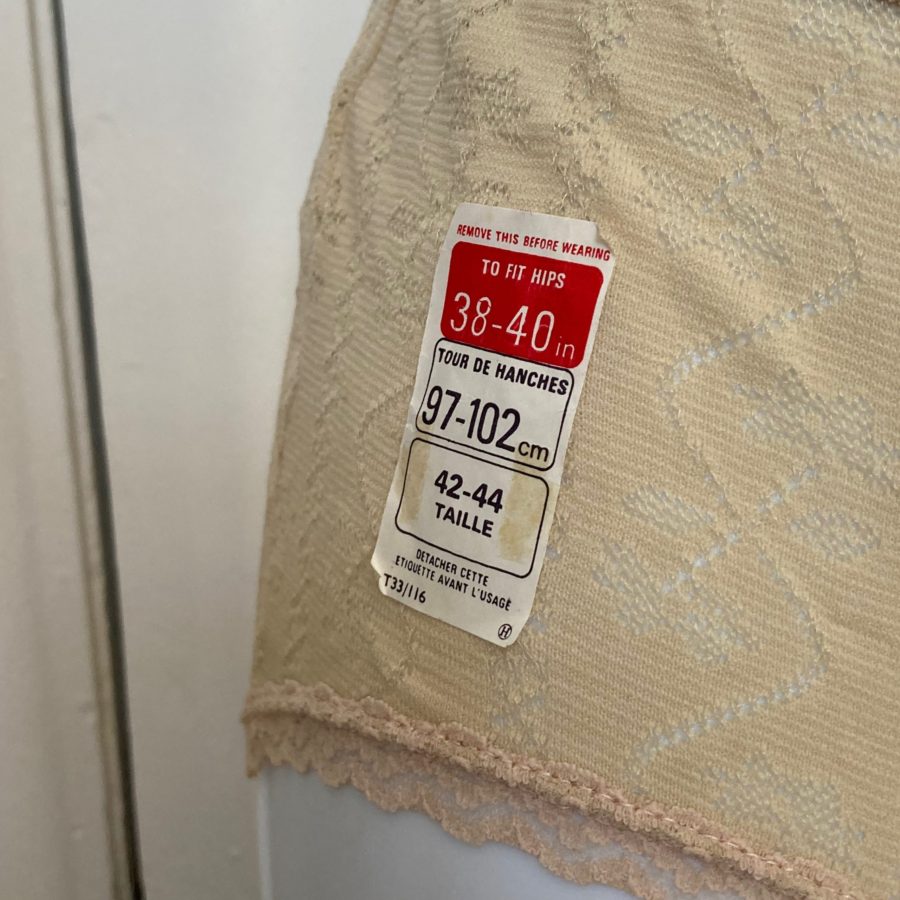 REMOVE THIS BEFORE WEARING
TO FIT HIPS
38-40 in
TOUR DE HANCHES
97-102 cm
42-44
TAILLE
DETACHER CETTE
ETIQUETTE AVANT L'USAGE
T33/116
H